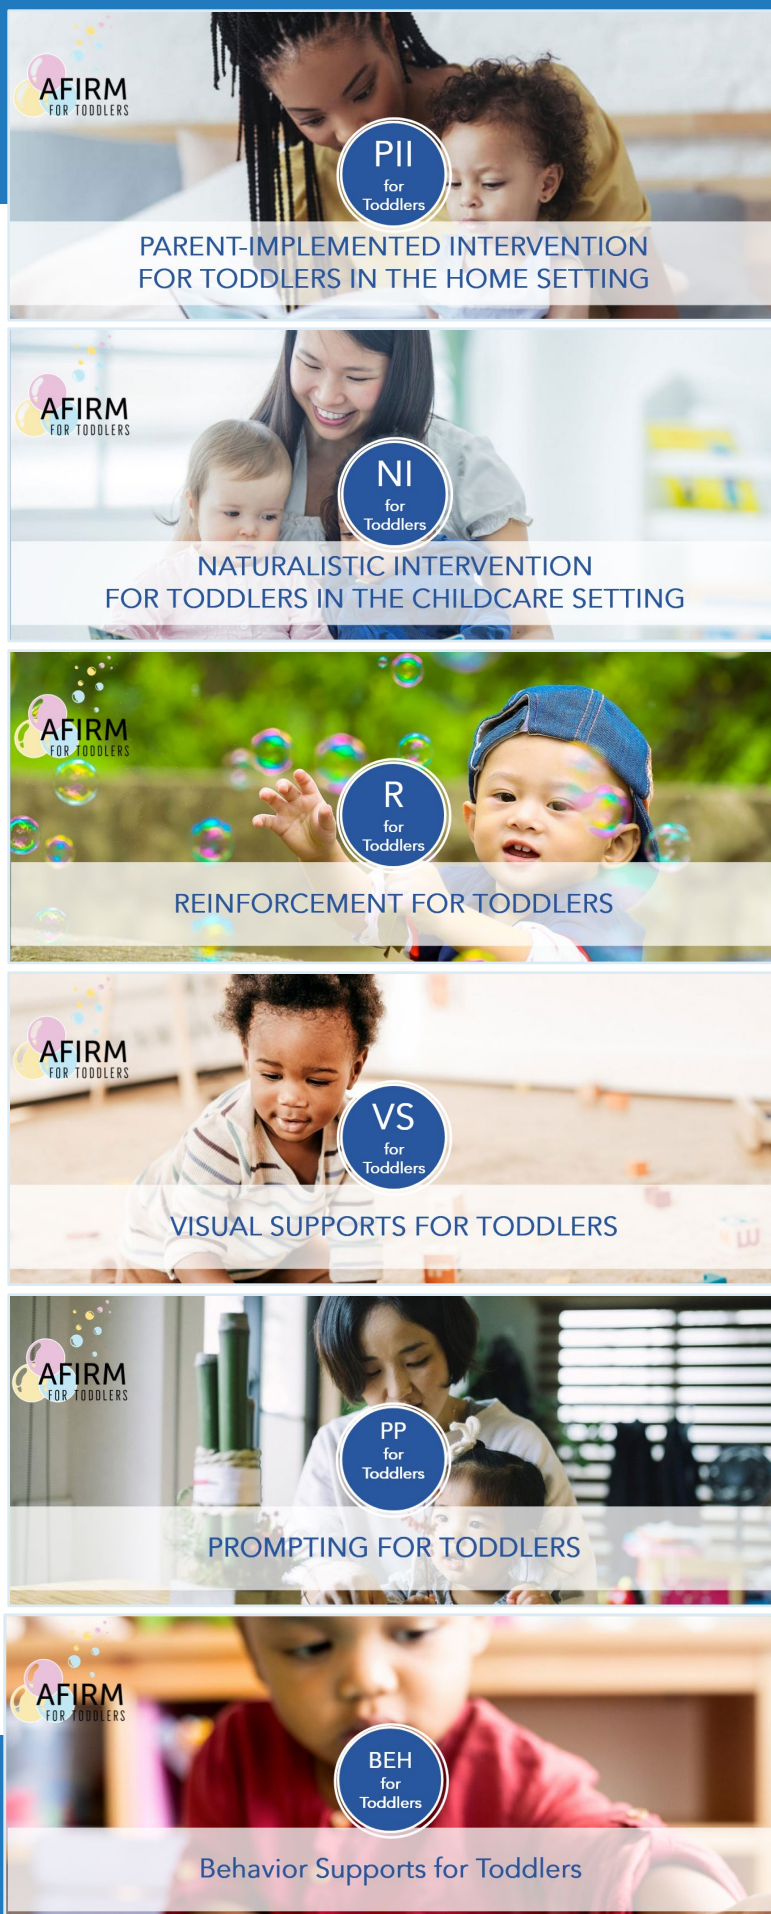 AFIRM
FOR TODDLERS
PII
for
Toddlers
PARENT-IMPLEMENTED INTERVENTION
FOR TODDLERS IN THE HOME SETTING
AFIRM
FOR TODDLERS
NI
for
Toddlers
NATURALISTIC INTERVENTION
FOR TODDLERS IN THE CHILDCARE SETTING
AFIRM
FOR TODDLERS
R
for
Toddlers
REINFORCEMENT FOR TODDLERS
AFIRM
FOR TODDLERS
VS
for
Toddlers
VISUAL SUPPORTS FOR TODDLERS
AFIRM
FOR TODDLERS
PP
for
Toddlers
PROMPTING FOR TODDLERS
AFIRM
FOR TODDLERS
BEH
for
Toddlers
Behavior Supports for Toddlers